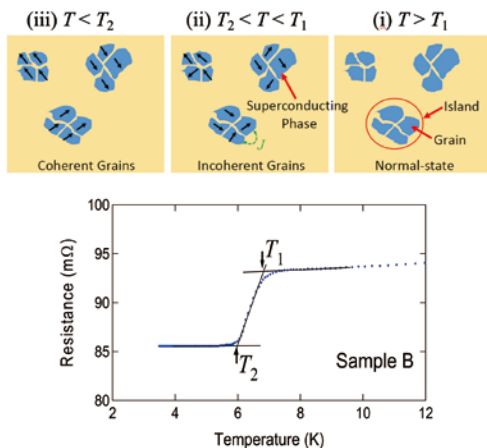 (iii) T < T₂
(ii) T₂ < T < T₁
(i) T > T₁
Superconducting
Phase
J
Island
Grain
Coherent Grains
Incoherent Grains
Normal-state
100
95
90
85
80
Resistance (mΩ)
T₁
T₂
Sample B
2 4 6 8 10 12
Temperature (K)